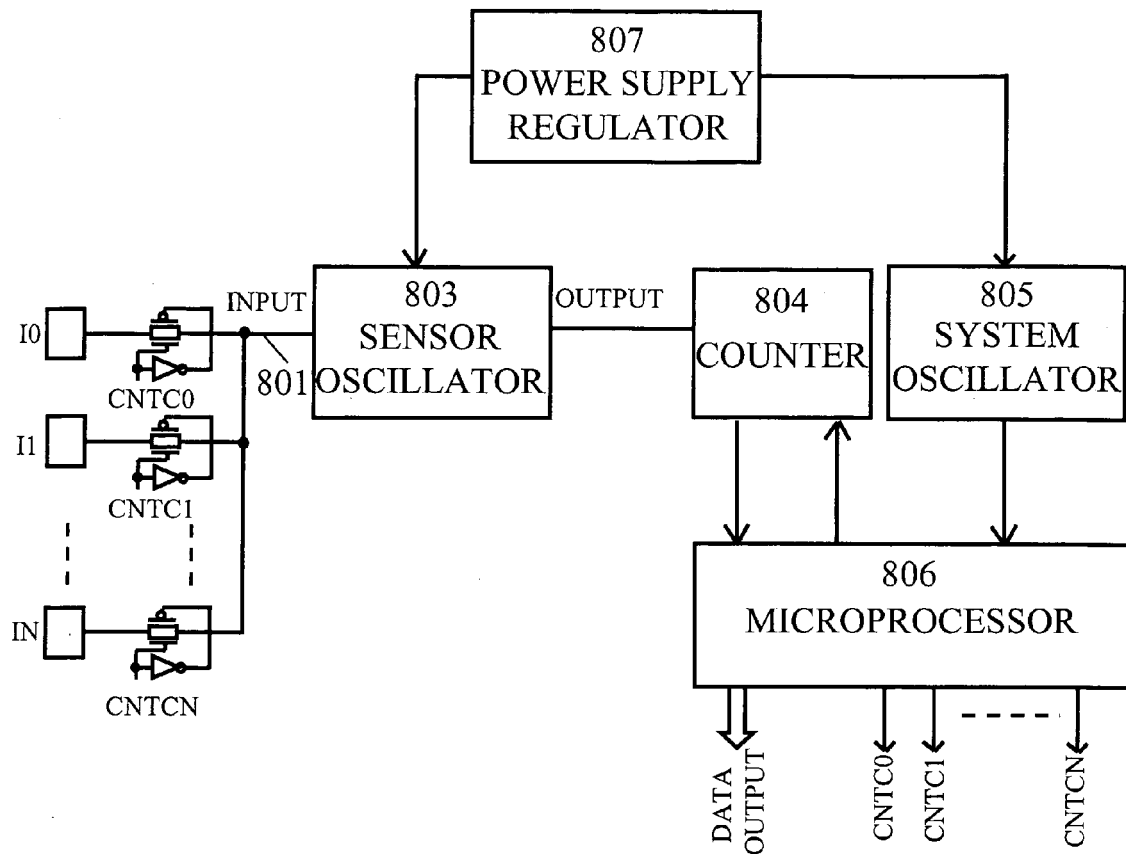 807
POWER SUPPLY
REGULATOR
INPUT
803
SENSOR
OSCILLATOR
OUTPUT
804
COUNTER
805
SYSTEM
OSCILLATOR
I0
801
CNTC0
I1
CNTC1
IN
CNTCN
806
MICROPROCESSOR
DATA
OUTPUT
CNTC0
CNTC1
CNTCN